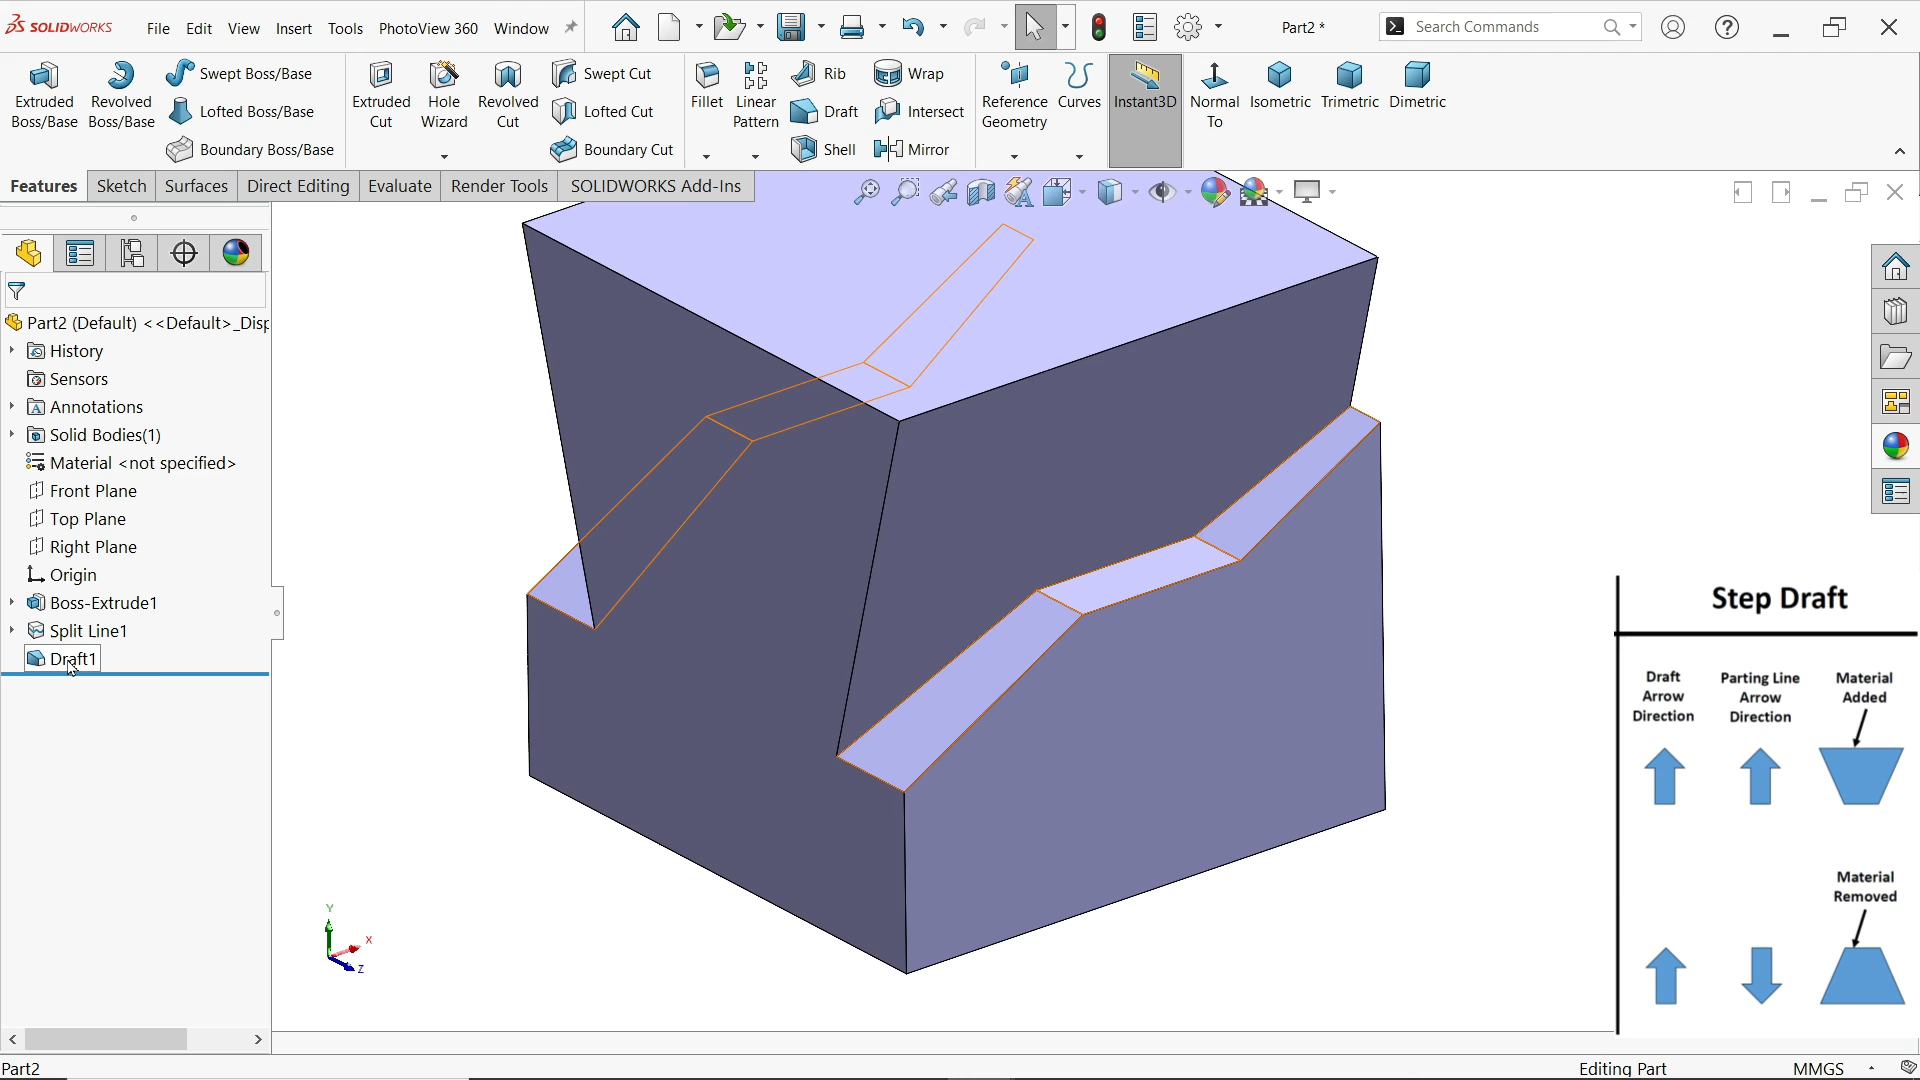 SOLIDWORKS
File Edit View Insert Tools PhotoView 360 Window
Part2 *
Search Commands
Extruded Boss/Base
Revolved Boss/Base
Swept Boss/Base
Lofted Boss/Base
Boundary Boss/Base
Extruded Cut
Hole Wizard
Revolved Cut
Swept Cut
Lofted Cut
Boundary Cut
Fillet
Linear Pattern
Rib
Draft
Shell
Wrap
Intersect
Mirror
Reference Geometry
Curves
Instant3D
Normal To
Isometric
Trimetric
Dimetric
Features Sketch Surfaces Direct Editing Evaluate Render Tools SOLIDWORKS Add-Ins
Part2 (Default) <<Default>_Disp
History
Sensors
Annotations
Solid Bodies(1)
Material <not specified>
Front Plane
Top Plane
Right Plane
Origin
Boss-Extrude1
Split Line1
Draft1
Y
X
Z
Step Draft
Draft Arrow Direction
Parting Line Arrow Direction
Material Added
Material Removed
Part2
Editing Part
MMGS